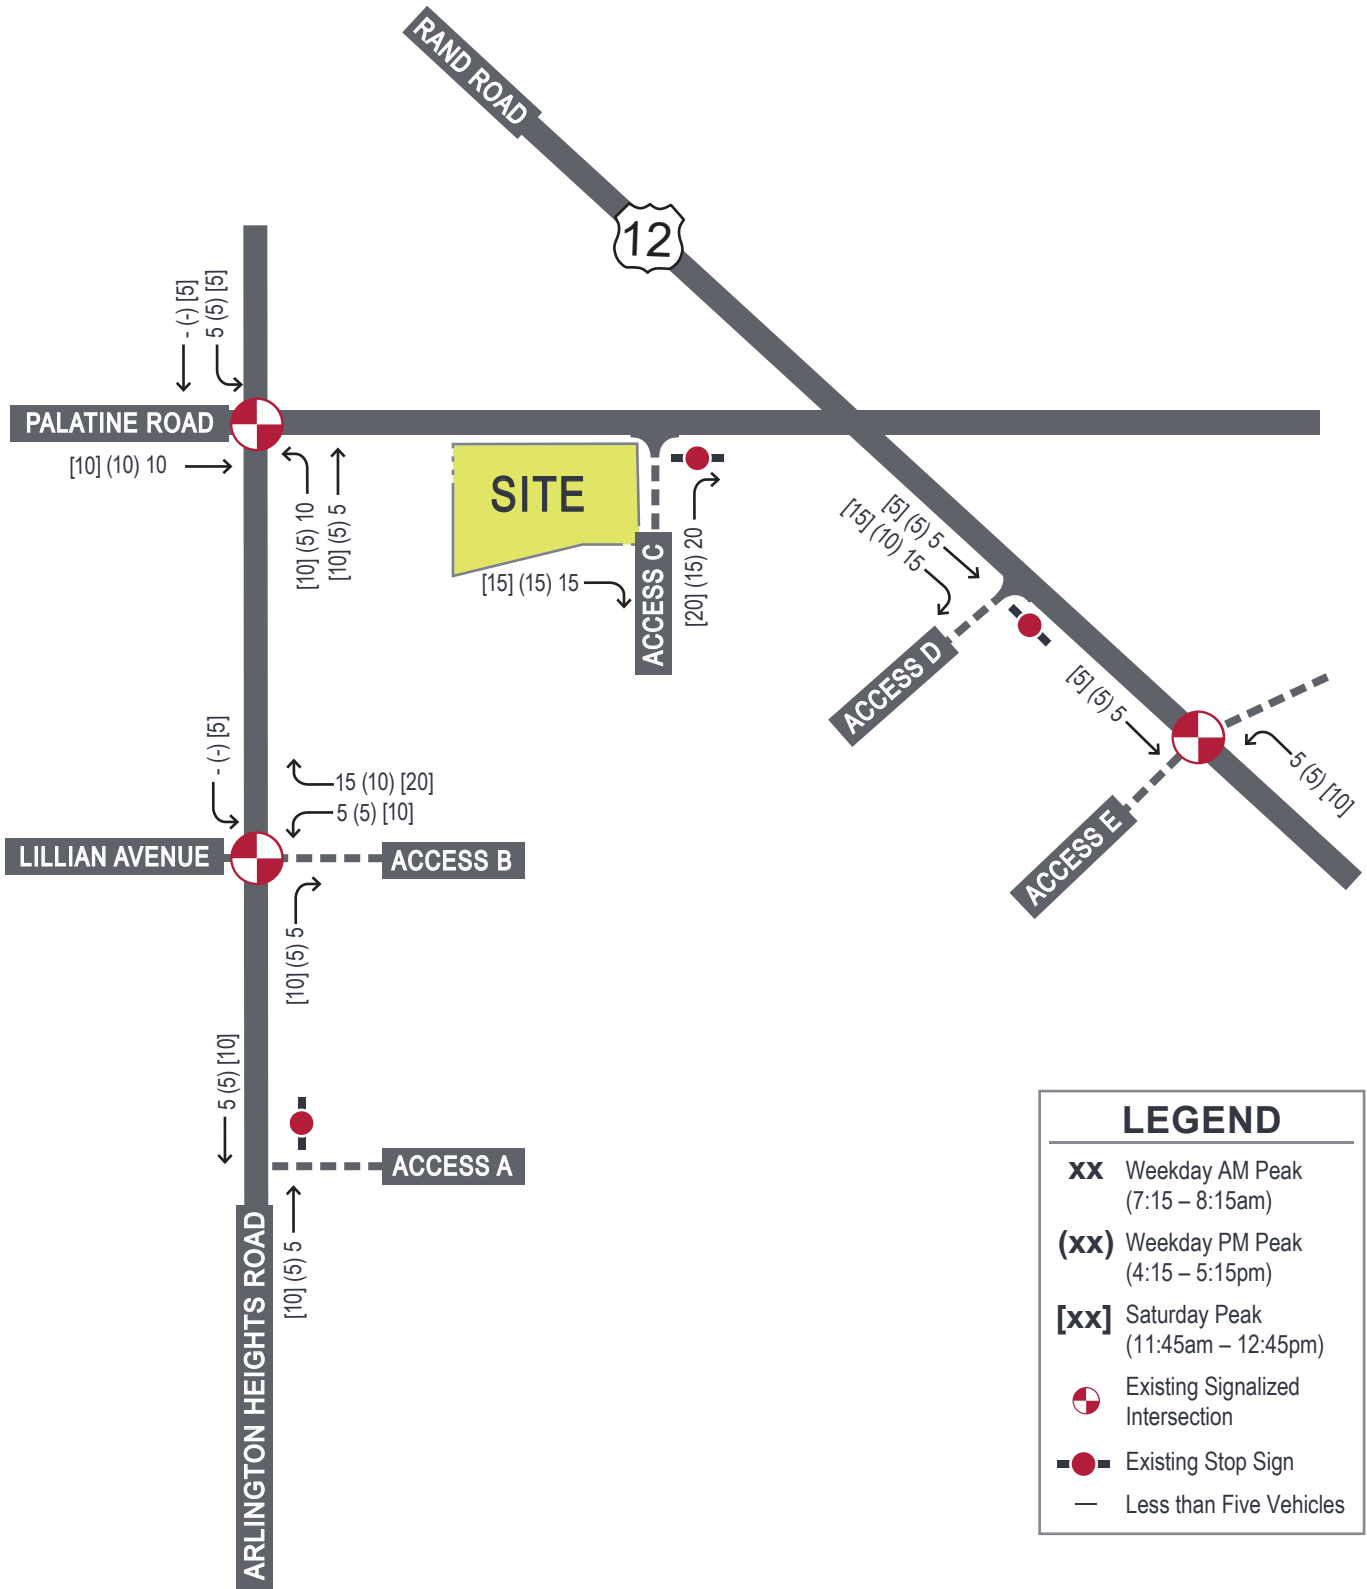 RAND ROAD
12
- (-) [5]
5 (5) [5]
PALATINE ROAD
[10] (10) 10
[10] (5) 10
[10] (5) 5
SITE
[15] (15) 15
ACCESS C
[20] (15) 20
[5] (5) 5
[15] (10) 15
ACCESS D
[5] (5) 5
5 (5) [10]
ACCESS E
- (-) [5]
15 (10) [20]
5 (5) [10]
LILLIAN AVENUE
ACCESS B
[10] (5) 5
5 (5) [10]
ACCESS A
[10] (5) 5
ARLINGTON HEIGHTS ROAD
LEGEND
xx Weekday AM Peak
(7:15 – 8:15am)
(xx) Weekday PM Peak
(4:15 – 5:15pm)
[xx] Saturday Peak
(11:45am – 12:45pm)
Existing Signalized
Intersection
Existing Stop Sign
— Less than Five Vehicles